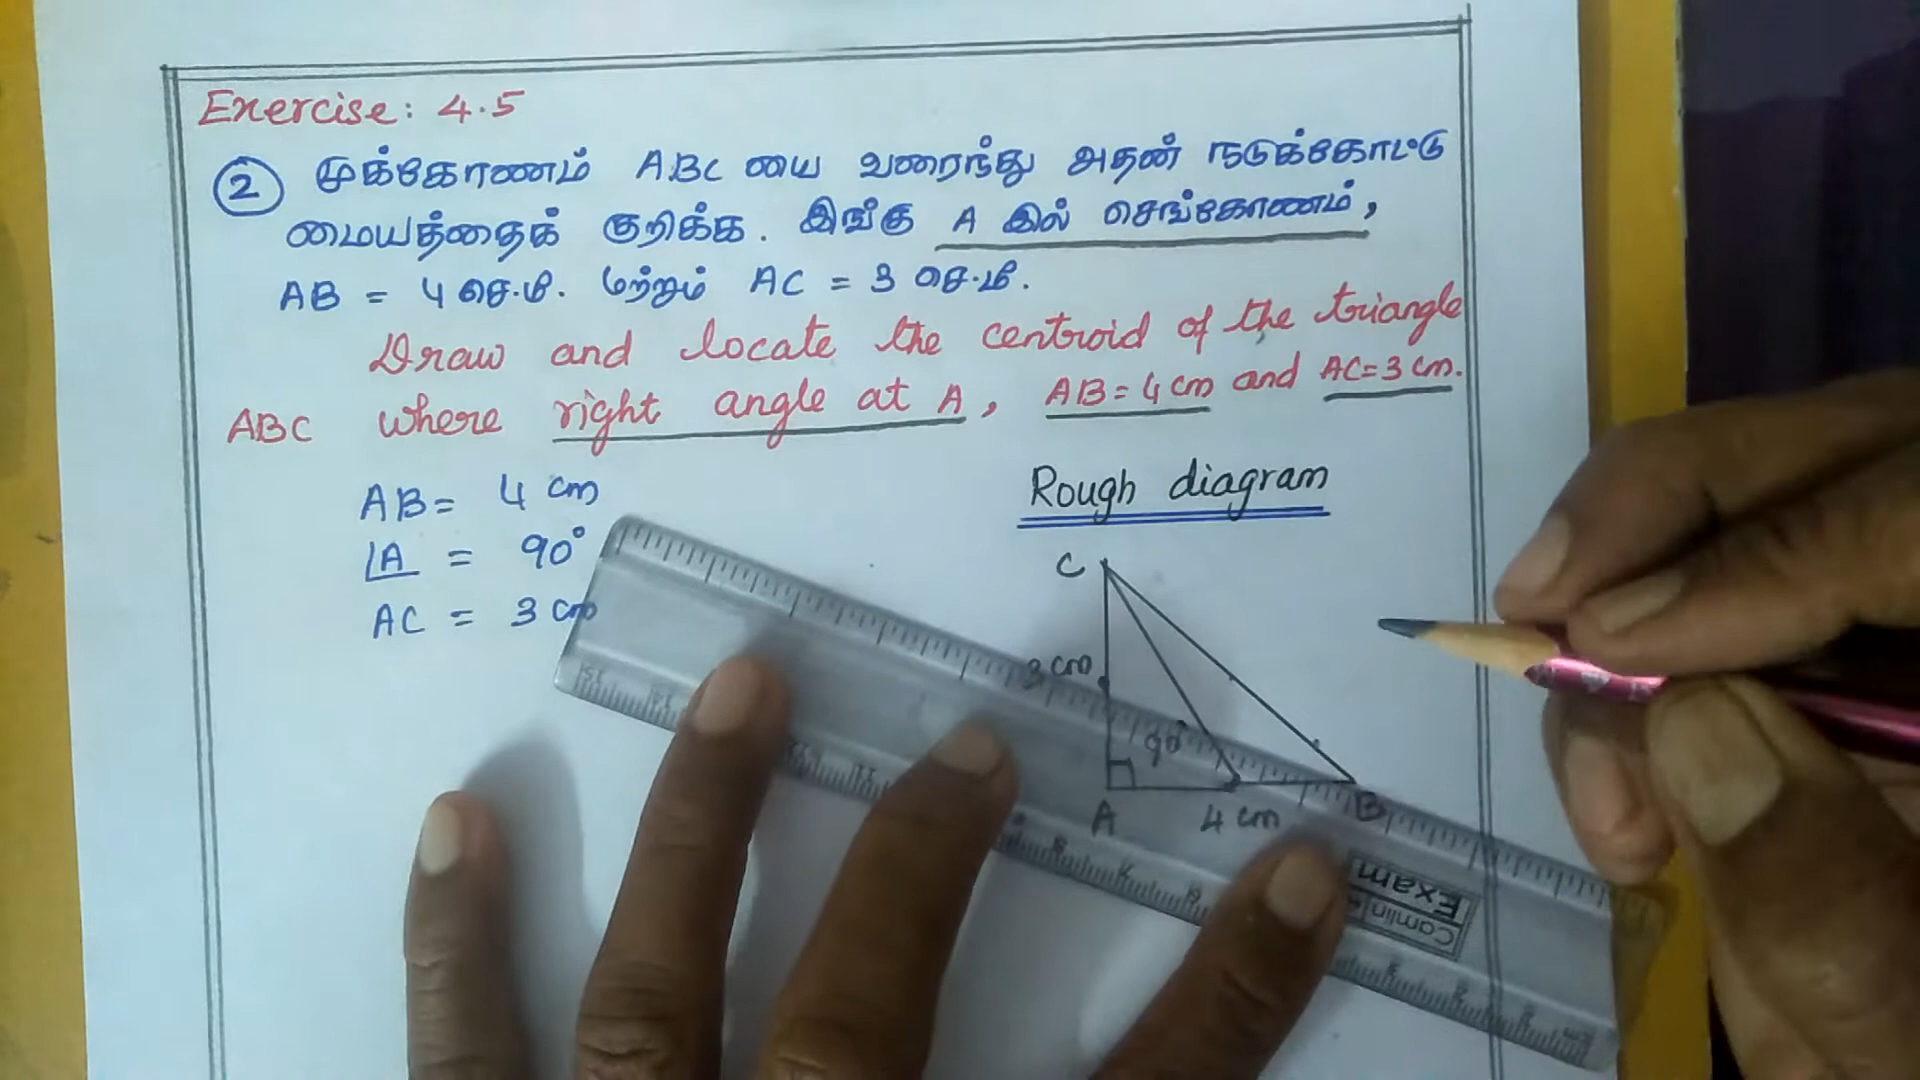 Exercise: 4.5
② முக்கோணம் ABC யை வரைந்து அதன் நடுக்கோட்டு
மையத்தைக் குறிக்க. இங்கு A இல் செங்கோணம்,
AB = 4 செ.மீ. மற்றும் AC = 3 செ.மீ.
Draw and locate the centroid of the triangle
ABC where right angle at A, AB = 4 cm and AC = 3 cm.
AB = 4 cm
∠A = 90°
AC = 3 cm
Rough diagram
C
3 cm
90°
A 4 cm B
Camlin
Exam